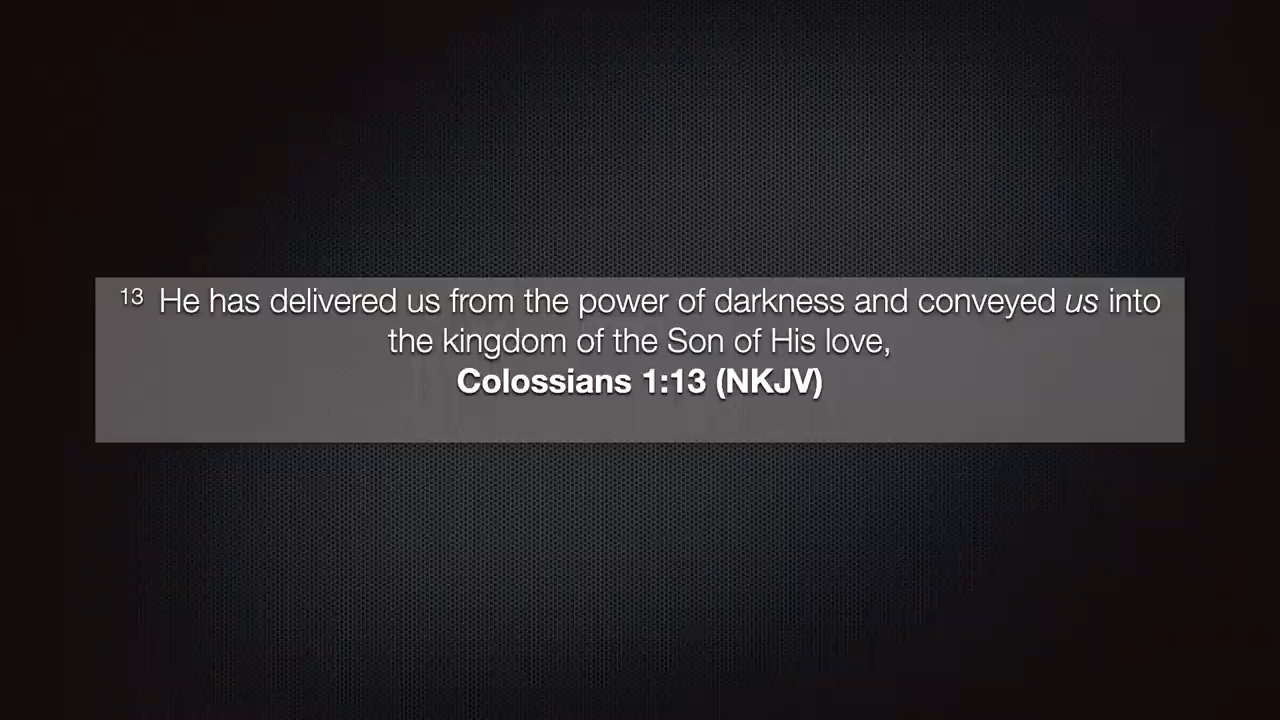 13 He has delivered us from the power of darkness and conveyed us into
the kingdom of the Son of His love,
Colossians 1:13 (NKJV)